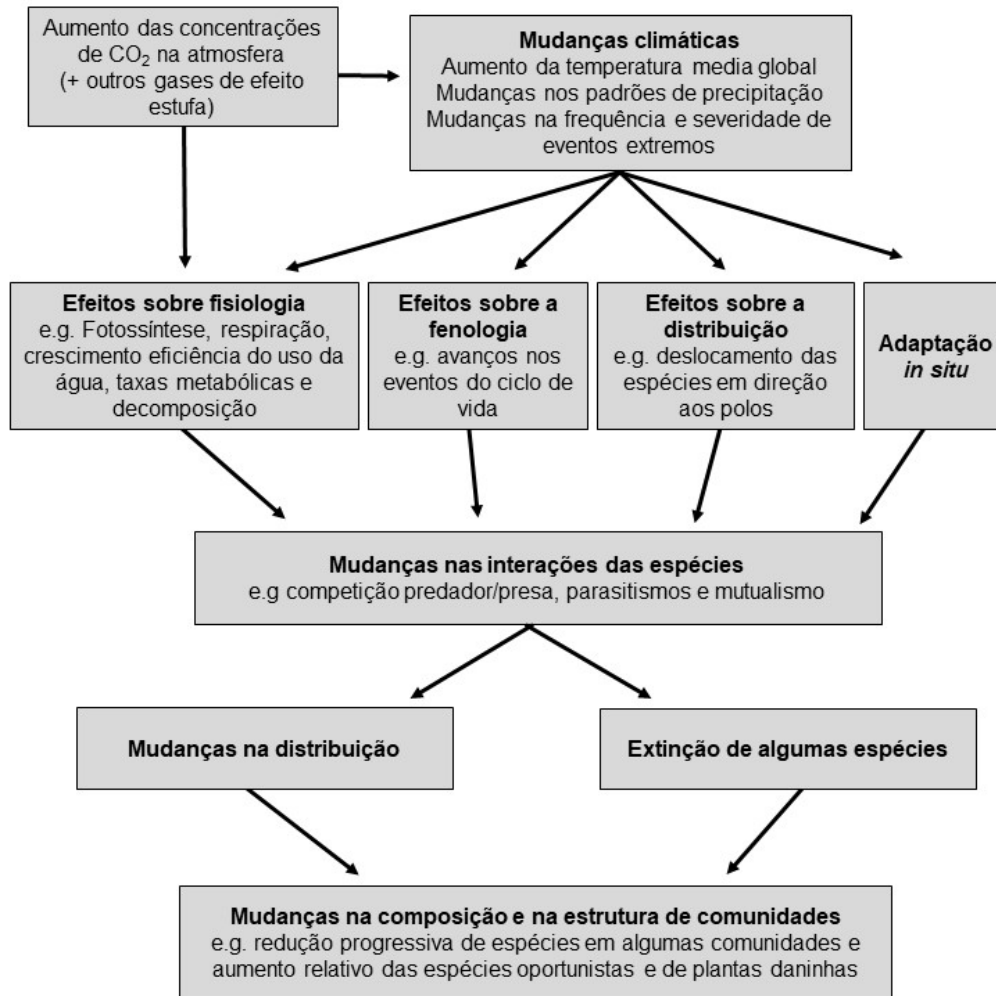 Aumento das concentrações
de CO₂ na atmosfera
(+ outros gases de efeito
estufa)
Mudanças climáticas
Aumento da temperatura media global
Mudanças nos padrões de precipitação
Mudanças na frequência e severidade de
eventos extremos
Efeitos sobre fisiologia
e.g. Fotossíntese, respiração,
crescimento eficiência do uso da
água, taxas metabólicas e
decomposição
Efeitos sobre a
fenologia
e.g. avanços nos
eventos do ciclo de
vida
Efeitos sobre a
distribuição
e.g. deslocamento das
espécies em direção
aos polos
Adaptação
in situ
Mudanças nas interações das espécies
e.g competição predador/presa, parasitismos e mutualismo
Mudanças na distribuição
Extinção de algumas espécies
Mudanças na composição e na estrutura de comunidades
e.g. redução progressiva de espécies em algumas comunidades e
aumento relativo das espécies oportunistas e de plantas daninhas